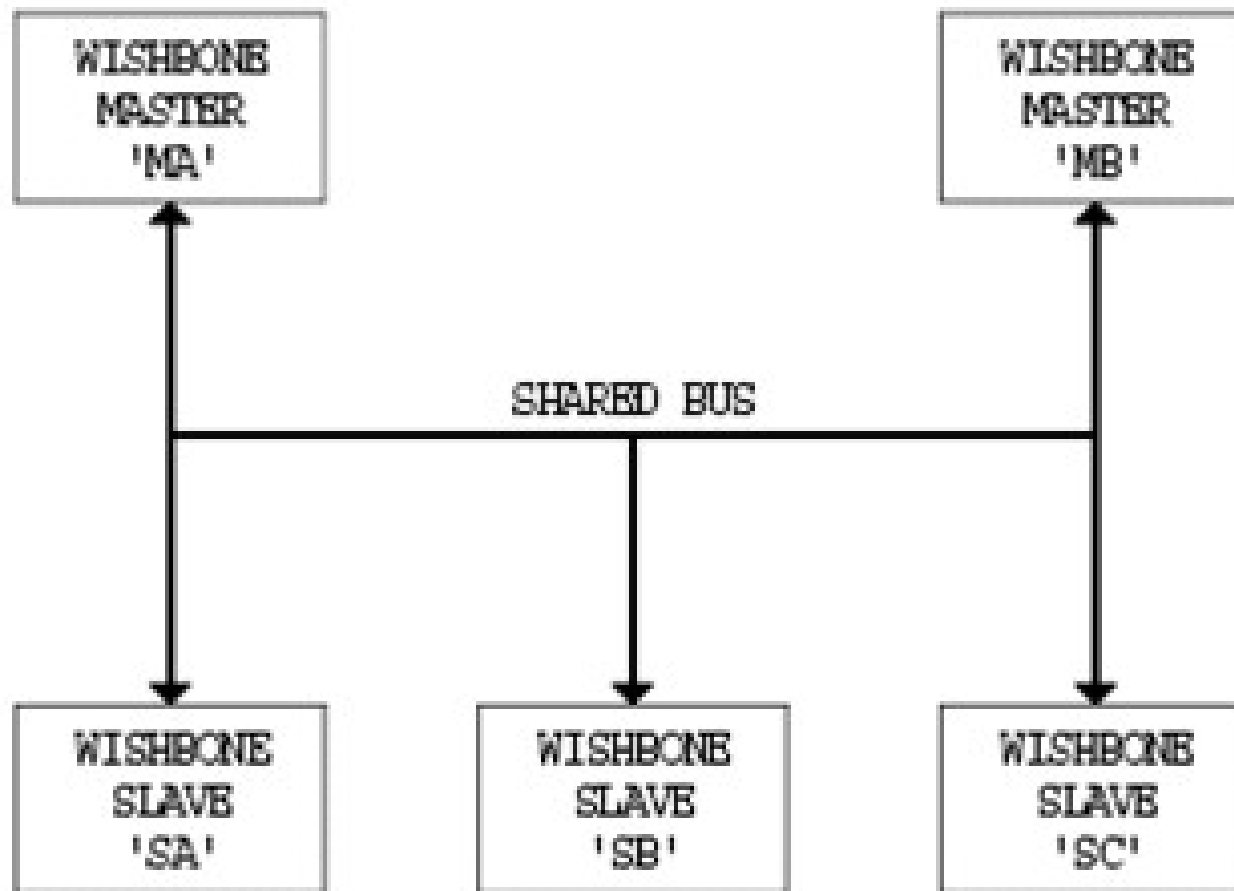 WISHBONE
MASTER
'MA'
WISHBONE
MASTER
'MB'
SHARED BUS
WISHBONE
SLAVE
'SA'
WISHBONE
SLAVE
'SB'
WISHBONE
SLAVE
'SC'